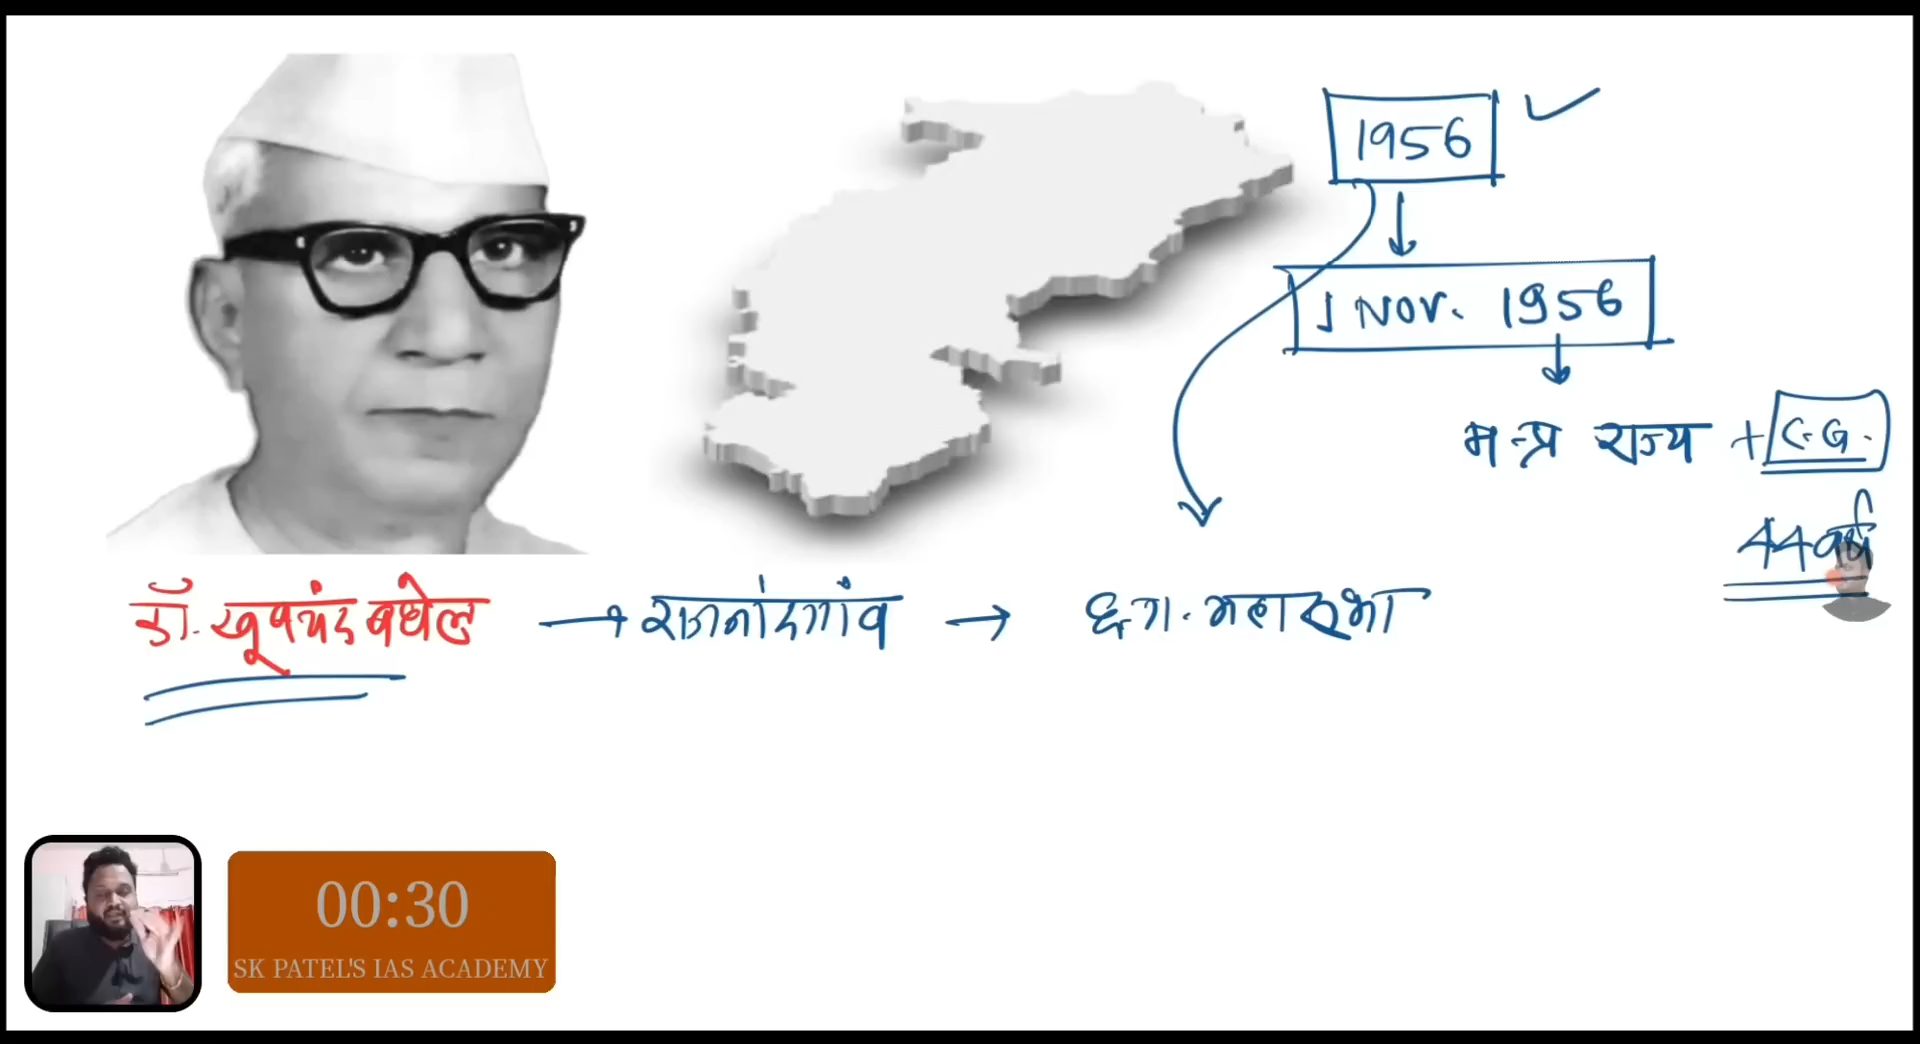 1956
1 Nov. 1956
म.प्र राज्य + C.G.
44 वर्ष
डॉ. खूबचंद बघेल → राजनांदगांव → छ.ग. महासभा
00:30
SK PATEL'S IAS ACADEMY